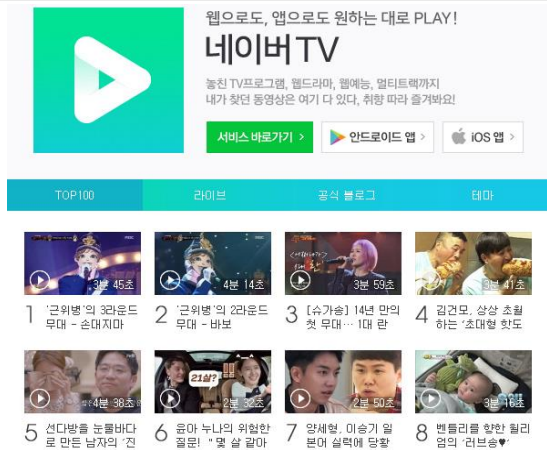 웹으로도, 앱으로도 원하는 대로 PLAY!
네이버TV
놓친 TV프로그램, 웹드라마, 웹예능, 멀티트랙까지
내가 찾던 동영상은 여기 다 있다, 취향 따라 즐겨봐요!
서비스 바로가기 >
안드로이드 앱 >
iOS 앱 >
TOP100
라이브
공식 블로그
테마
3분 45초
4분 14초
3분 59초
3분 41초
1 '근위병'의 3라운드
무대 - 손대지마
2 '근위병'의 2라운드
무대 - 바보
3 [슈가송] 14년 만의
첫 무대… 1대 란
4 김건모, 상상 초월
하는 '초대형 핫도
4분 38초
21살?
2분 30초
2분 50초
2분 16초
5 선다방을 눈물바다
로 만든 남자의 '진
6 윤아 누나의 위험한
질문! "몇 살 같아
7 양세형, 이승기 일
본어 실력에 당황
8 벤틀리를 향한 윌리
엄의 '러브송♥'